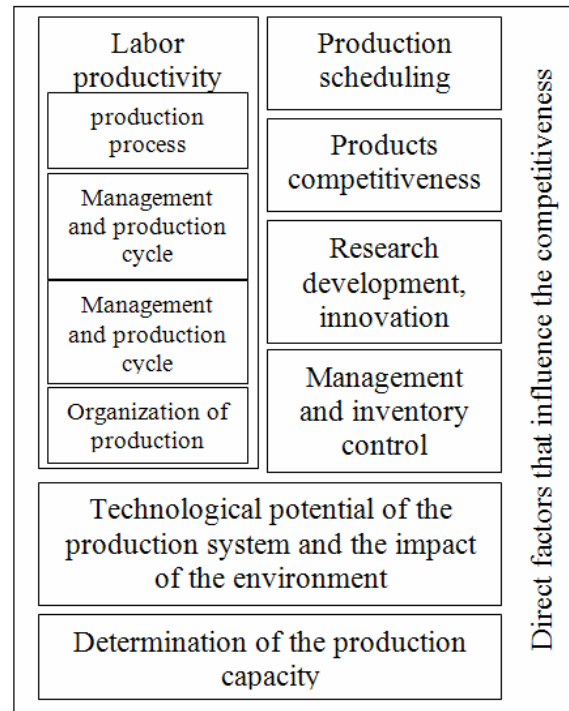 Labor
productivity
production
process
Management
and production
cycle
Management
and production
cycle
Organization of
production
Production
scheduling
Products
competitiveness
Research
development,
innovation
Management
and inventory
control
Technological potential of the
production system and the impact
of the environment
Determination of the production
capacity
Direct factors that influence the competitiveness